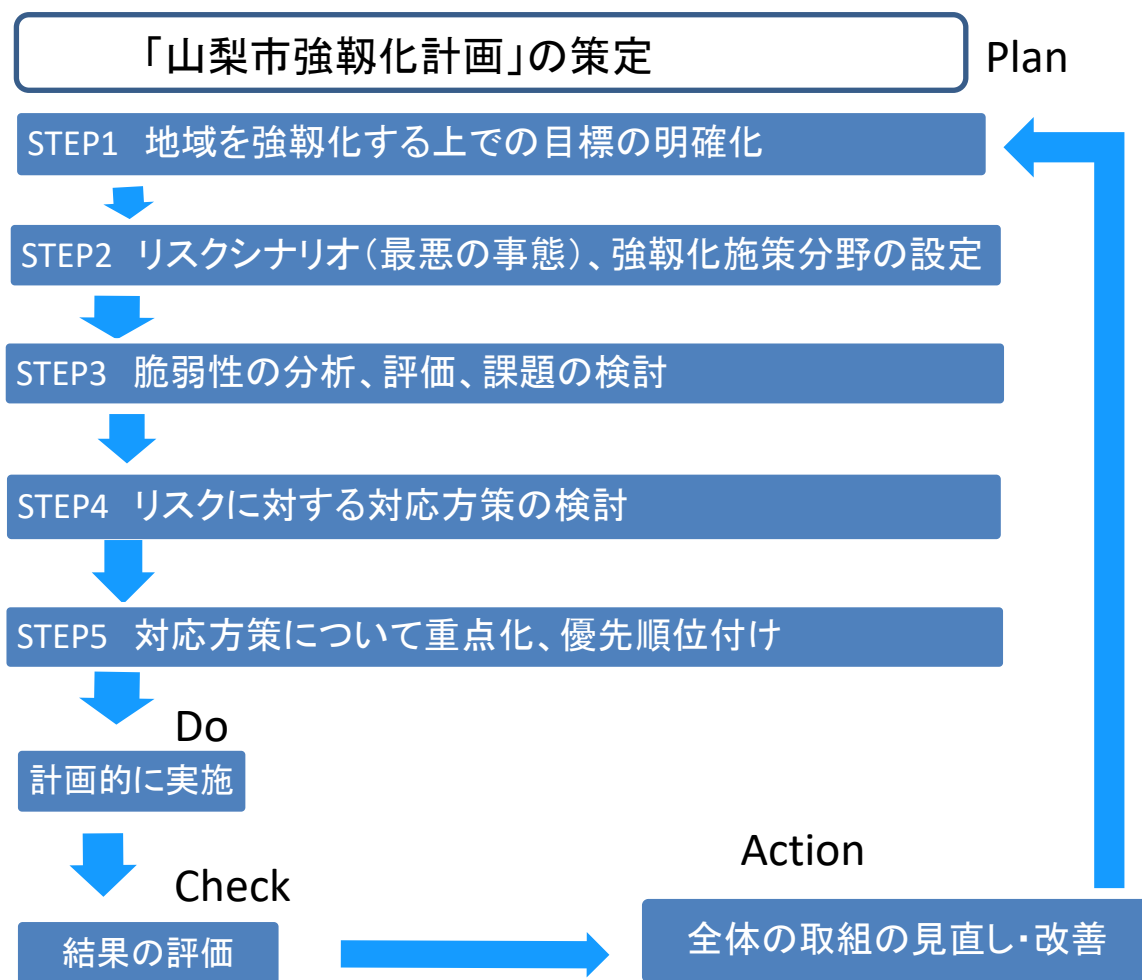 「山梨市強靱化計画」の策定
Plan
STEP1 地域を強靱化する上での目標の明確化
STEP2 リスクシナリオ(最悪の事態)、強靱化施策分野の設定
STEP3 脆弱性の分析、評価、課題の検討
STEP4 リスクに対する対応方策の検討
STEP5 対応方策について重点化、優先順位付け
Do
計画的に実施
Check
結果の評価
Action
全体の取組の見直し・改善